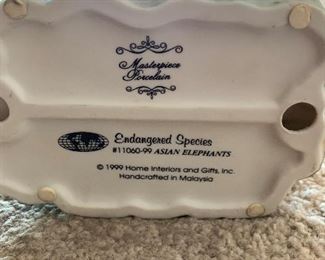 Masterpiece
Porcelain
Endangered Species
#11060-99 ASIAN ELEPHANTS
© 1999 Home Interiors and Gifts, Inc.
Handcrafted in Malaysia